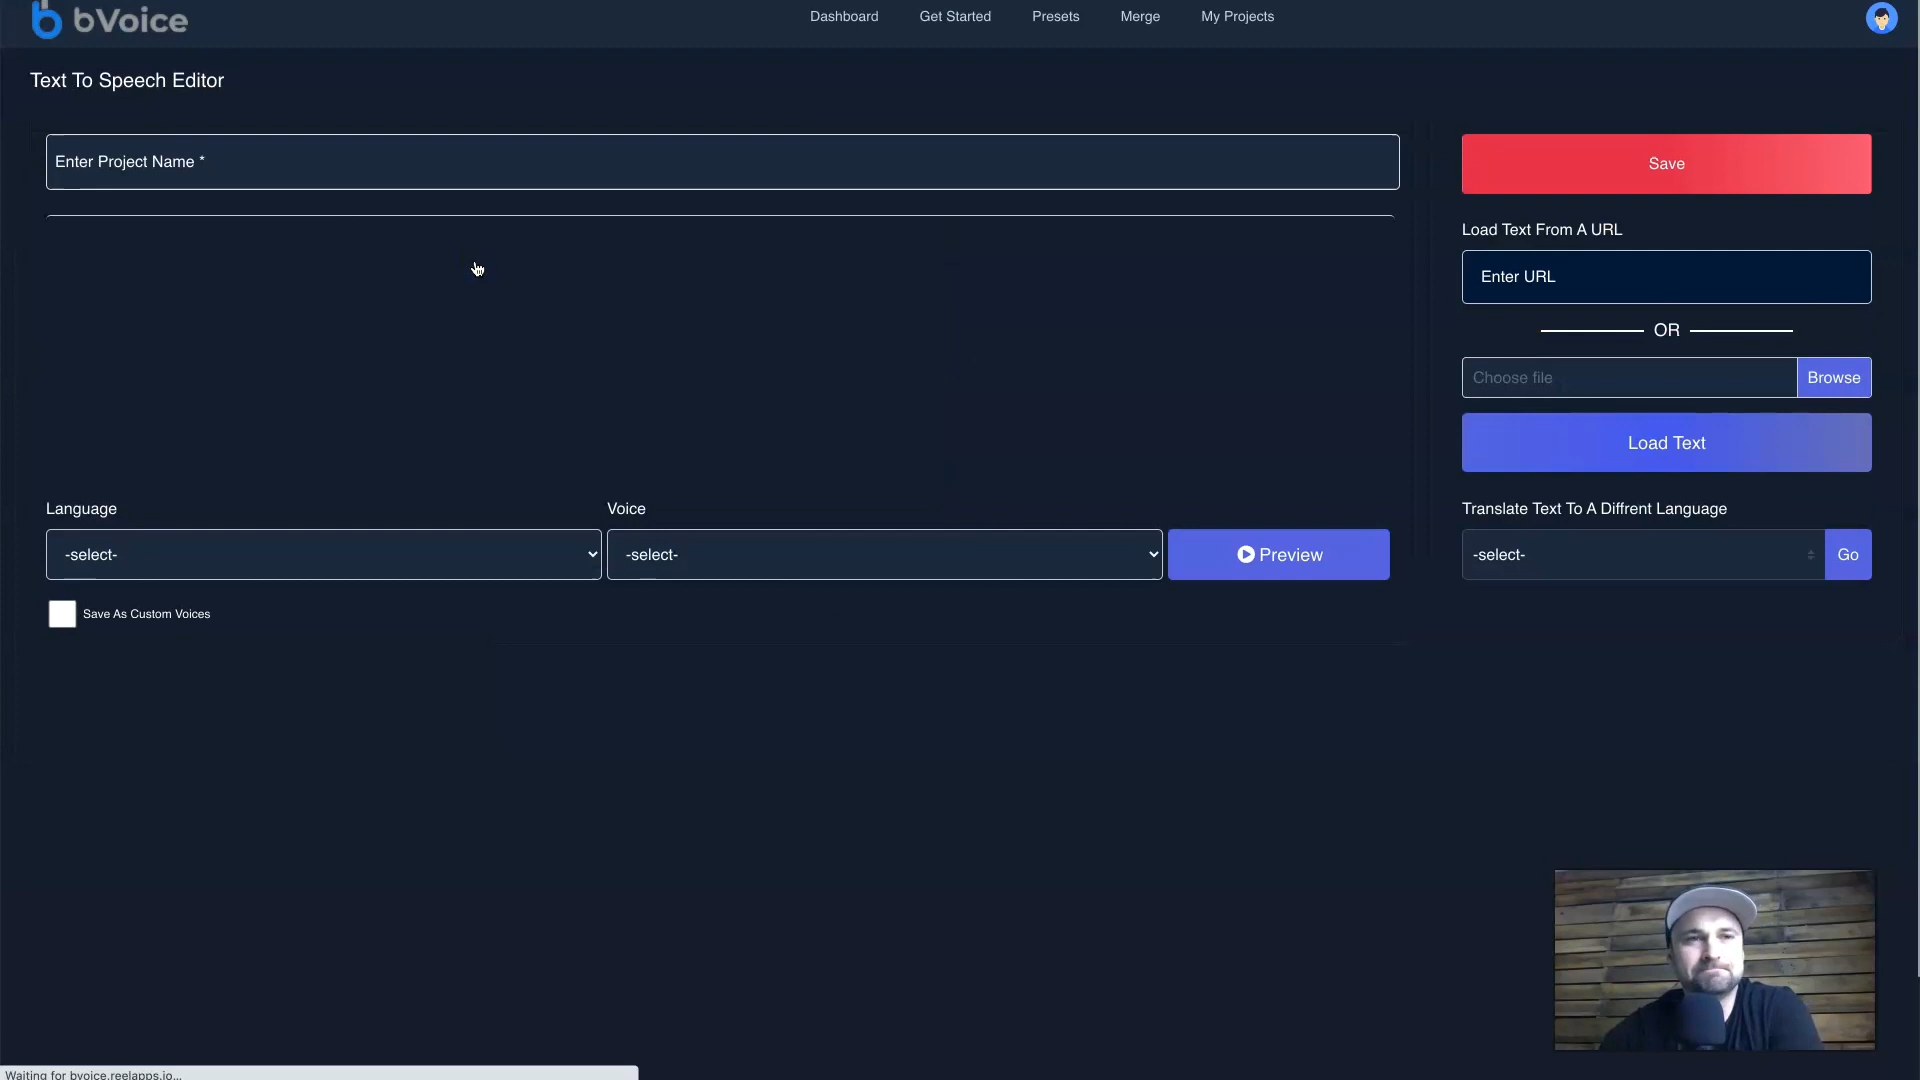 bVoice
Dashboard Get Started Presets Merge My Projects
Text To Speech Editor
Enter Project Name *
Save
Load Text From A URL
Enter URL
OR
Choose file Browse
Load Text
Language Voice Translate Text To A Diffrent Language
-select- -select- Preview -select- Go
Save As Custom Voices
Waiting for bvoice.reelapps.io...